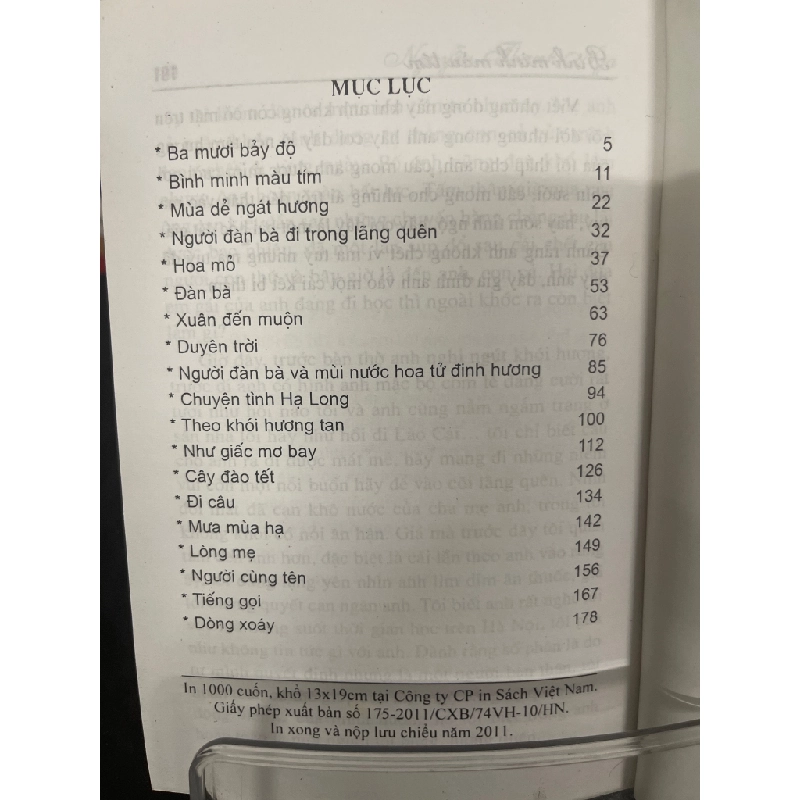 MỤC LỤC
* Ba mươi bảy độ 5
* Bình minh màu tím 11
* Mùa dẻ ngát hương 22
* Người đàn bà đi trong lãng quên 32
* Hoa mỏ 37
* Đàn bà 53
* Xuân đến muộn 63
* Duyên trời 76
* Người đàn bà và mùi nước hoa tử đinh hương 85
* Chuyện tình Hạ Long 94
* Theo khói hương tan 100
* Như giấc mơ bay 112
* Cây đào tết 126
* Đi câu 134
* Mưa mùa hạ 142
* Lòng mẹ 149
* Người cùng tên 156
* Tiếng gọi 167
* Dòng xoáy 178
In 1000 cuốn, khổ 13x19cm tại Công ty CP in Sách Việt Nam.
Giấy phép xuất bản số 175-2011/CXB/74VH-10/HN.
In xong và nộp lưu chiểu năm 2011.